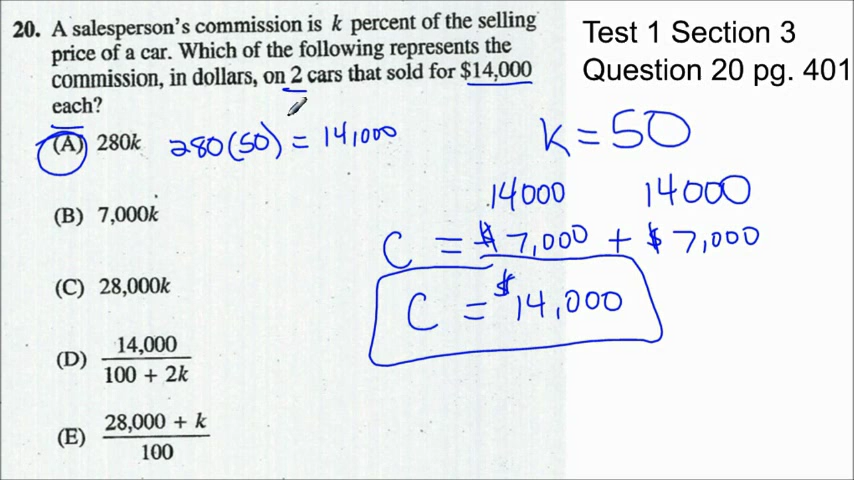 20. A salesperson's commission is k percent of the selling
price of a car. Which of the following represents the
commission, in dollars, on 2 cars that sold for $14,000
each?
(A) 280k 280(50) = 14,000
(B) 7,000k
(C) 28,000k
(D) 14,000
100 + 2k
(E) 28,000 + k
100
Test 1 Section 3
Question 20 pg. 401
k = 50
14000 14000
C = $7,000 + $7,000
C = $14,000